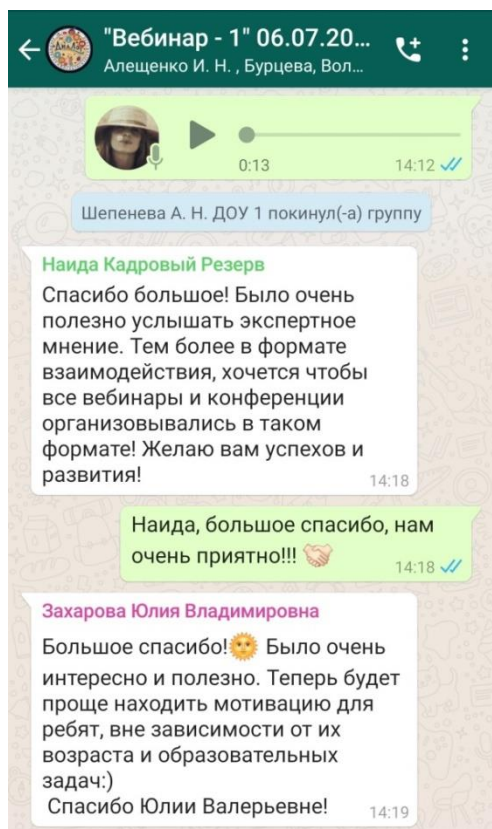 "Вебинар - 1" 06.07.20...
Алещенко И. Н. , Бурцева, Вол...
0:13
14:12
Шепенева А. Н. ДОУ 1 покинул(-а) группу
Наида Кадровый Резерв
Спасибо большое! Было очень
полезно услышать экспертное
мнение. Тем более в формате
взаимодействия, хочется чтобы
все вебинары и конференции
организовывались в таком
формате! Желаю вам успехов и
развития!
14:18
Наида, большое спасибо, нам
очень приятно!!! 🤝🏻
14:18
Захарова Юлия Владимировна
Большое спасибо!🌞 Было очень
интересно и полезно. Теперь будет
проще находить мотивацию для
ребят, вне зависимости от их
возраста и образовательных
задач:)
Спасибо Юлии Валерьевне!
14:19